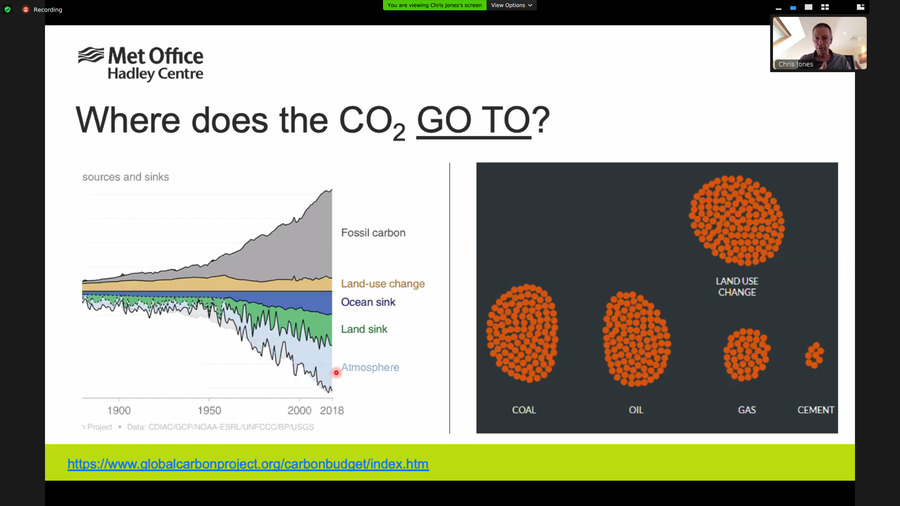 Recording
You are viewing Chris Jones's screen
View Options
Chris Jones
Met Office
Hadley Centre
Where does the CO2 GO TO?
sources and sinks
Fossil carbon
Land-use change
Ocean sink
Land sink
Atmosphere
1900 1950 2000 2018
n Project • Data: CDIAC/GCP/NOAA-ESRL/UNFCCC/BP/USGS
LAND USE
CHANGE
COAL OIL GAS CEMENT
https://www.globalcarbonproject.org/carbonbudget/index.htm